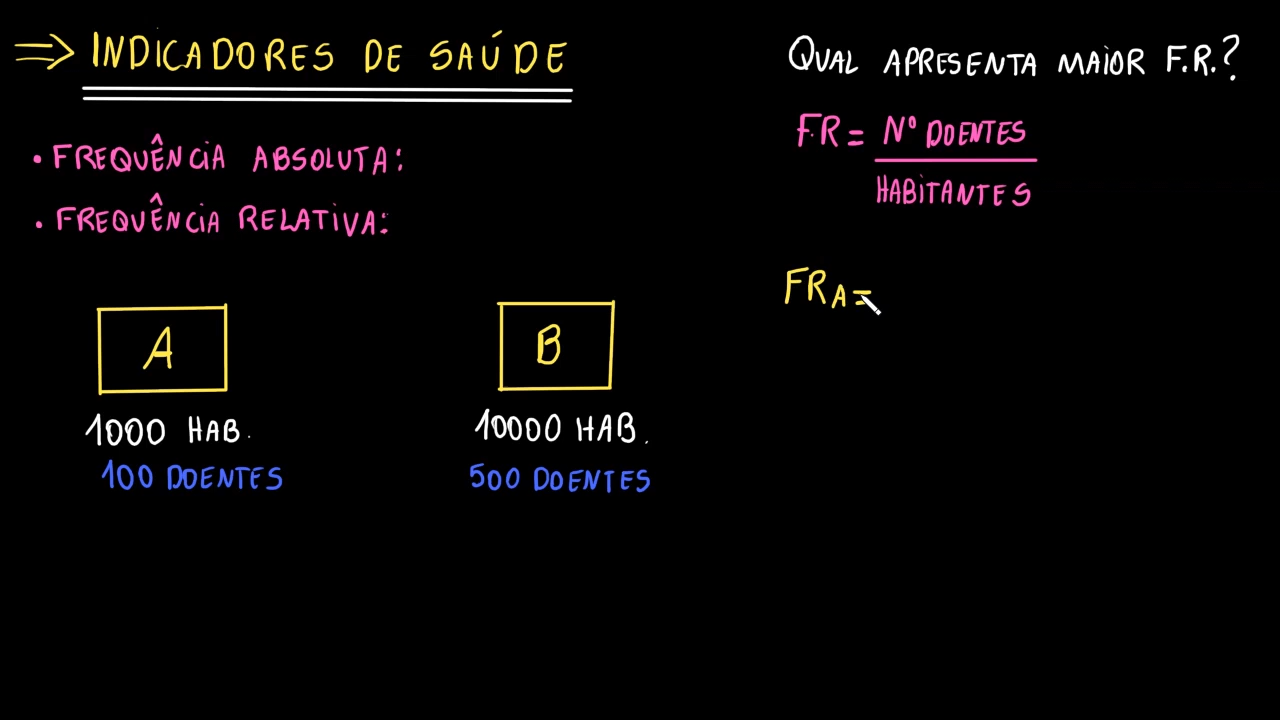 ⇒ INDICADORES DE SAÚDE
• FREQUÊNCIA ABSOLUTA:
• FREQUÊNCIA RELATIVA:
A
1000 HAB.
100 DOENTES
B
10000 HAB.
500 DOENTES
QUAL APRESENTA MAIOR F.R.?
FR = Nº DOENTES
HABITANTES
FR A =